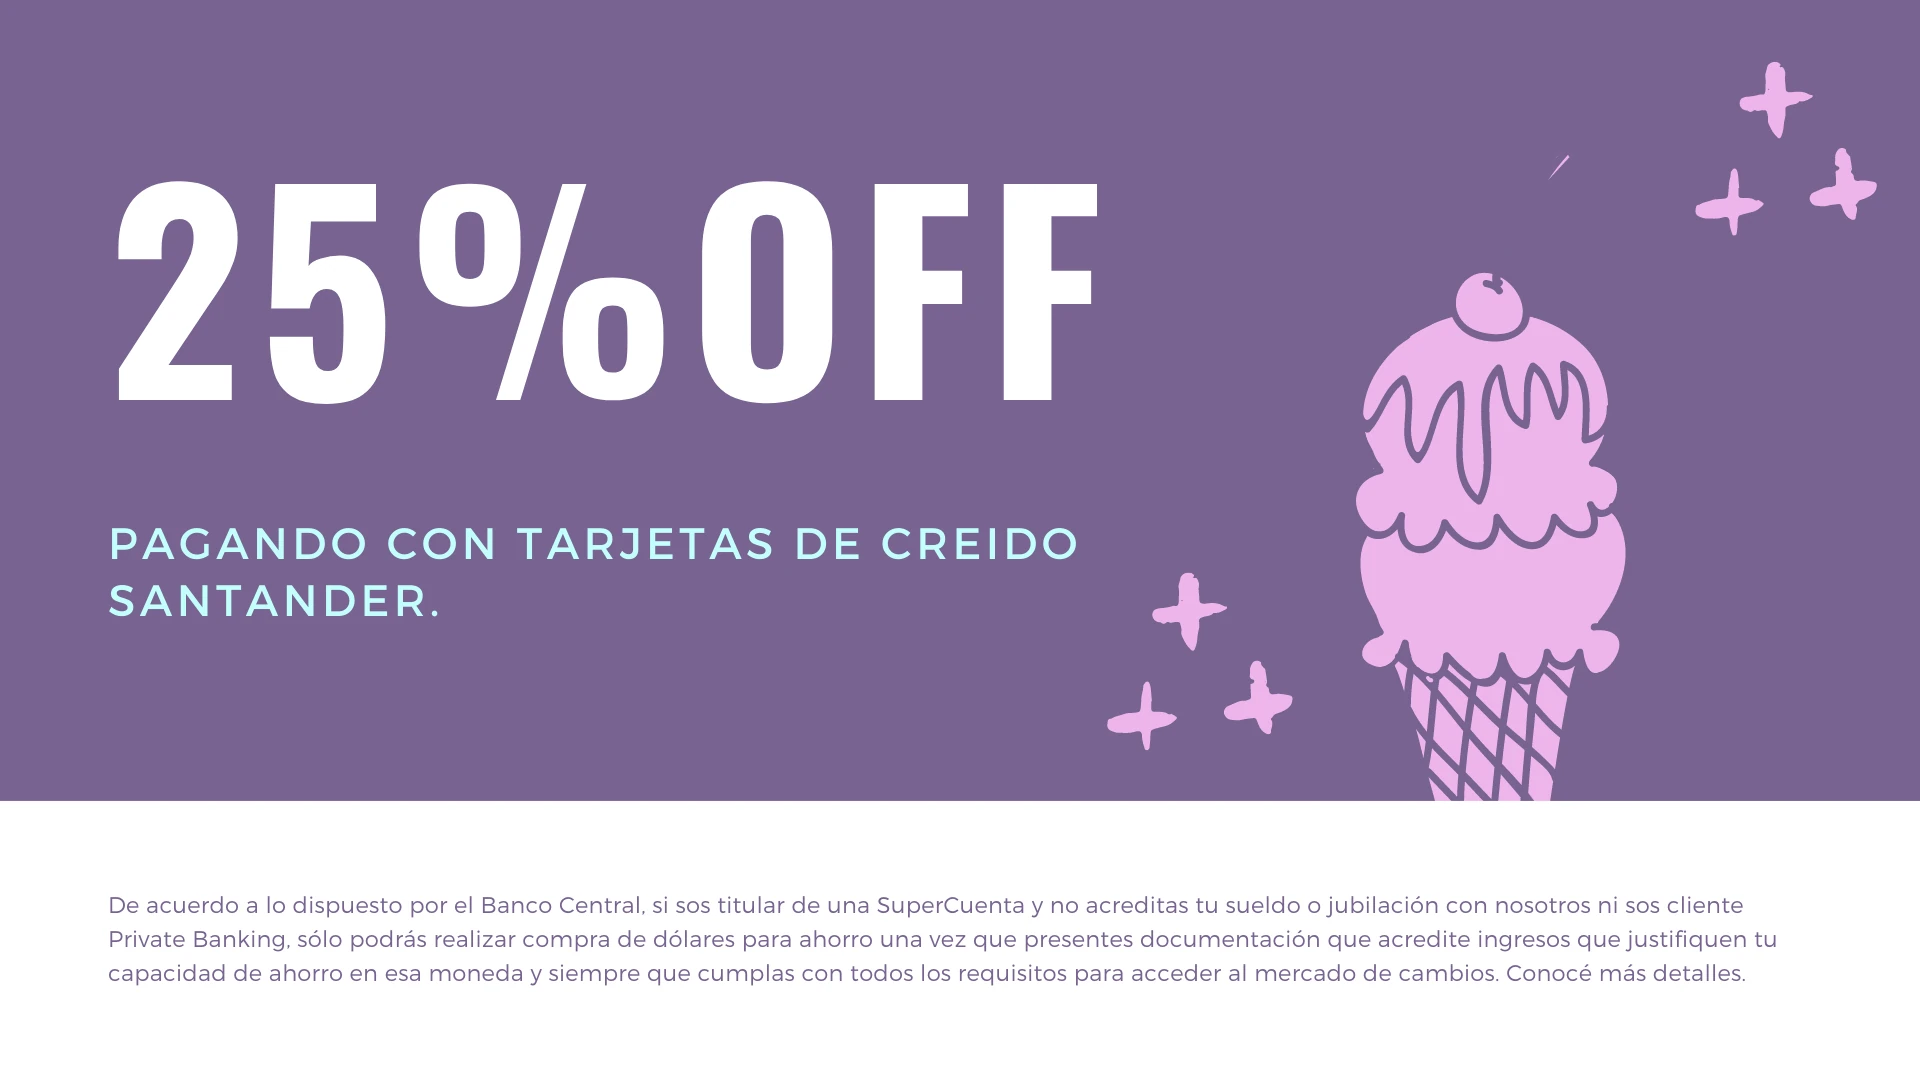 25%OFF
PAGANDO CON TARJETAS DE CREIDO
SANTANDER.
De acuerdo a lo dispuesto por el Banco Central, si sos titular de una SuperCuenta y no acreditas tu sueldo o jubilación con nosotros ni sos cliente
Private Banking, sólo podrás realizar compra de dólares para ahorro una vez que presentes documentación que acredite ingresos que justifiquen tu
capacidad de ahorro en esa moneda y siempre que cumplas con todos los requisitos para acceder al mercado de cambios. Conocé más detalles.